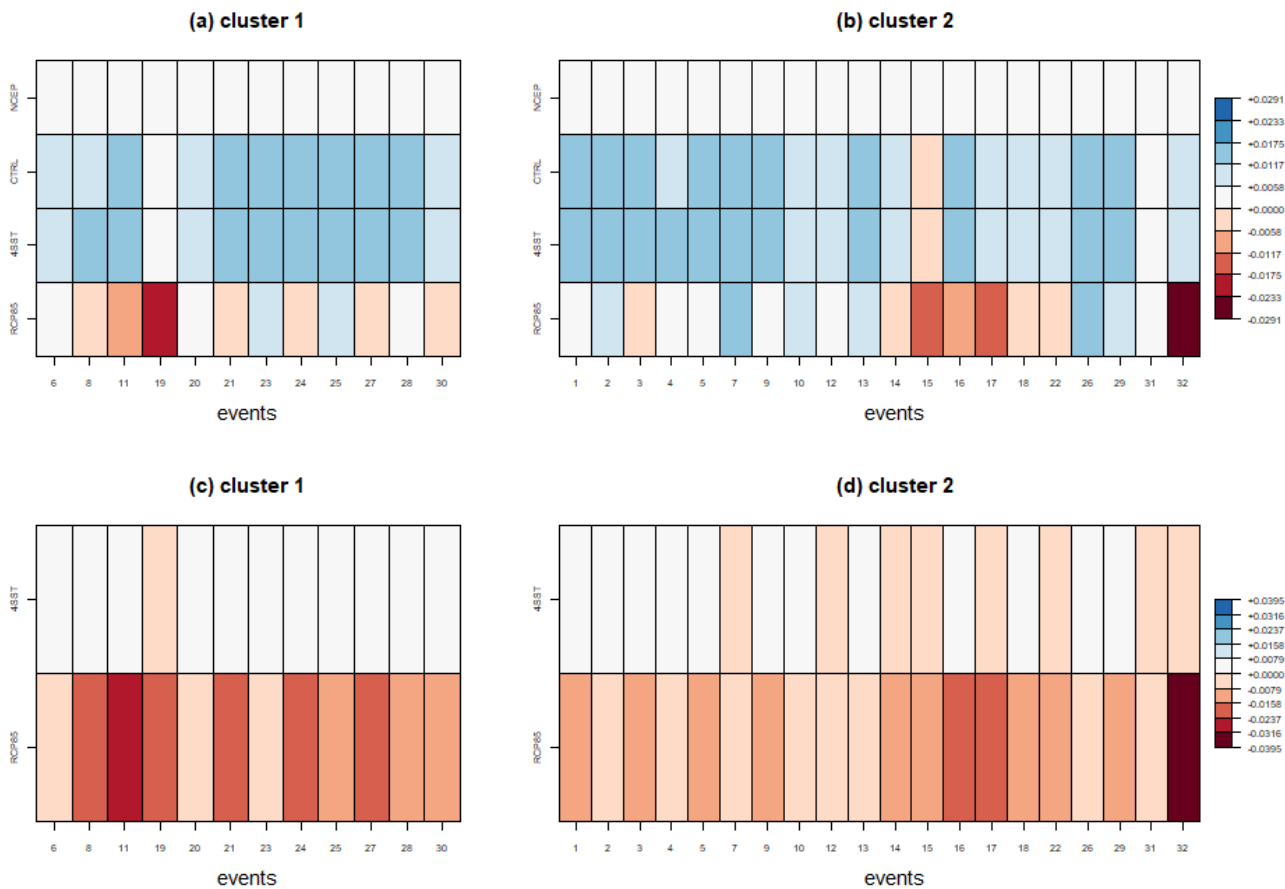 (a) cluster 1
(b) cluster 2
NCEP
CTRL
4SST
RCP85
6 8 11 19 20 21 23 24 25 27 28 30
events
1 2 3 4 5 7 9 10 12 13 14 15 16 17 18 22 26 29 31 32
events
+0.0291
+0.0233
+0.0175
+0.0117
+0.0058
+0.0000
-0.0058
-0.0117
-0.0175
-0.0233
-0.0291
(c) cluster 1
(d) cluster 2
4SST
RCP85
6 8 11 19 20 21 23 24 25 27 28 30
events
4SST
RCP85
1 2 3 4 5 7 9 10 12 13 14 15 16 17 18 22 26 29 31 32
events
+0.0395
+0.0316
+0.0237
+0.0158
+0.0079
+0.0000
-0.0079
-0.0158
-0.0237
-0.0316
-0.0395